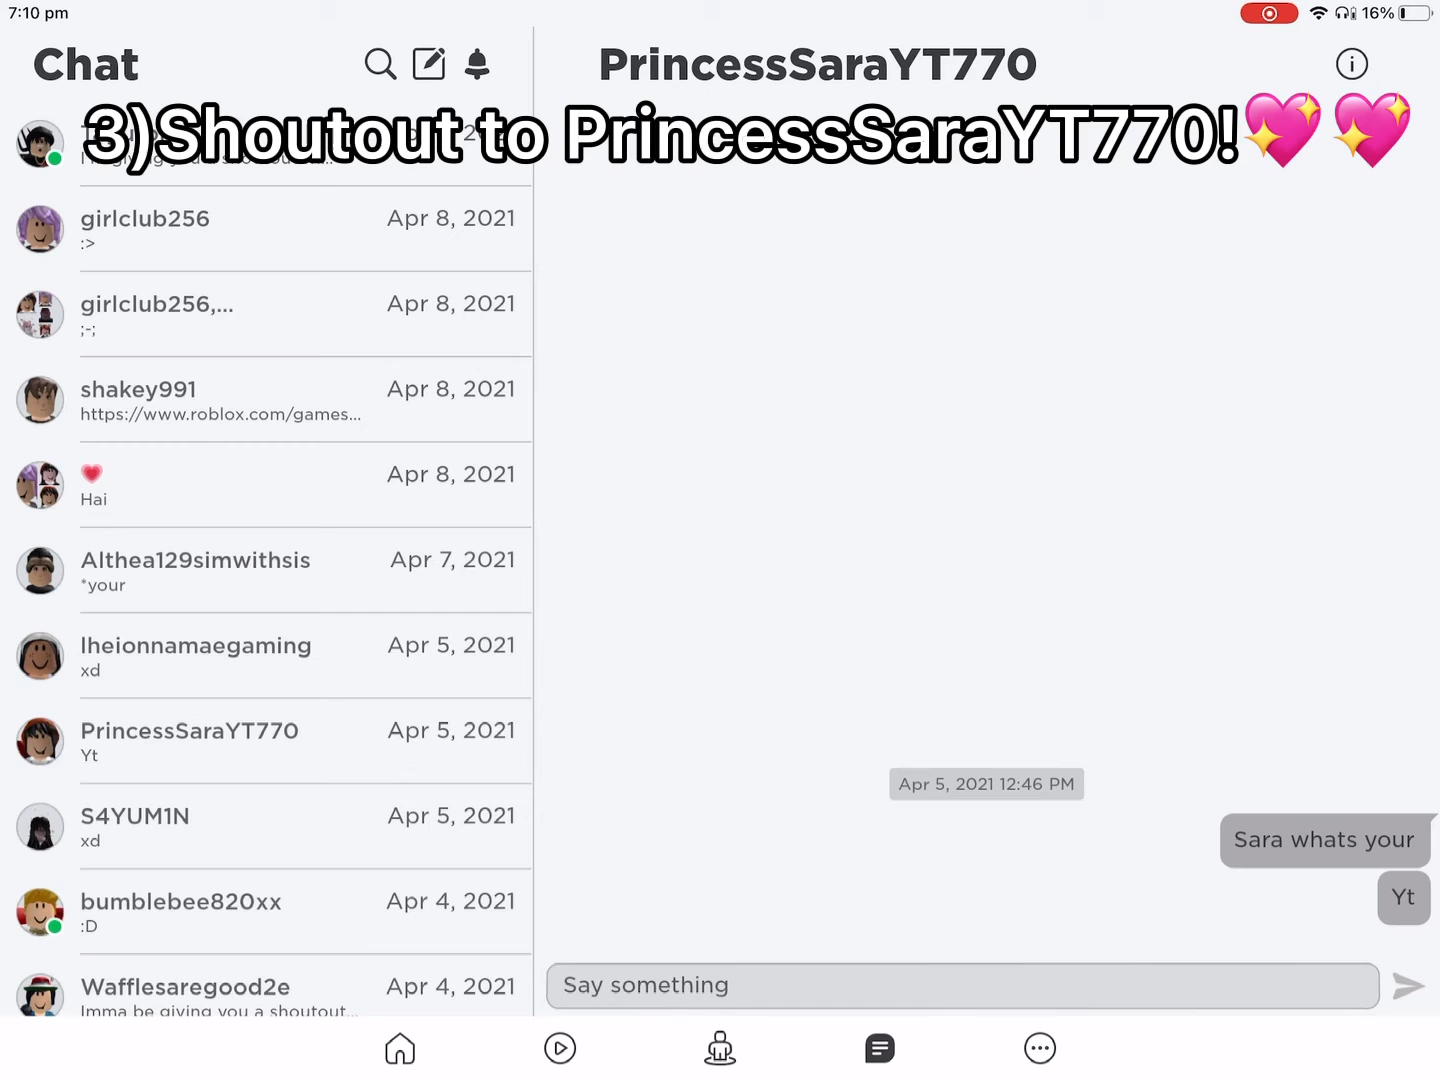 7:10 pm
16%
Chat
PrincessSaraYT770
3)Shoutout to PrincessSaraYT770!💖💖
girlclub256
Apr 8, 2021
:>
girlclub256,...
Apr 8, 2021
;-;
shakey991
Apr 8, 2021
https://www.roblox.com/games...
💗
Apr 8, 2021
Hai
Althea129simwithsis
Apr 7, 2021
*your
lheionnamaegaming
Apr 5, 2021
xd
PrincessSaraYT770
Apr 5, 2021
Yt
S4YUM1N
Apr 5, 2021
xd
bumblebee820xx
Apr 4, 2021
:D
Wafflesaregood2e
Apr 4, 2021
Imma be giving you a shoutout...
Apr 5, 2021 12:46 PM
Sara whats your
Yt
Say something